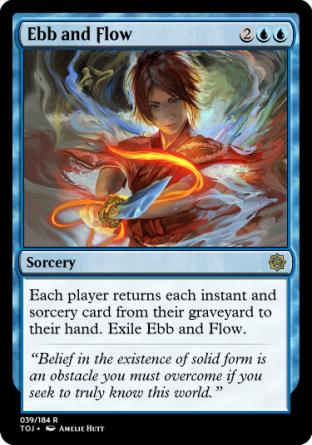 Ebb and Flow 2
Sorcery
Each player returns each instant and
sorcery card from their graveyard to
their hand. Exile Ebb and Flow.
“Belief in the existence of solid form is
an obstacle you must overcome if you
seek to truly know this world.”
039/184 R
TOJ • Amelie Hutt